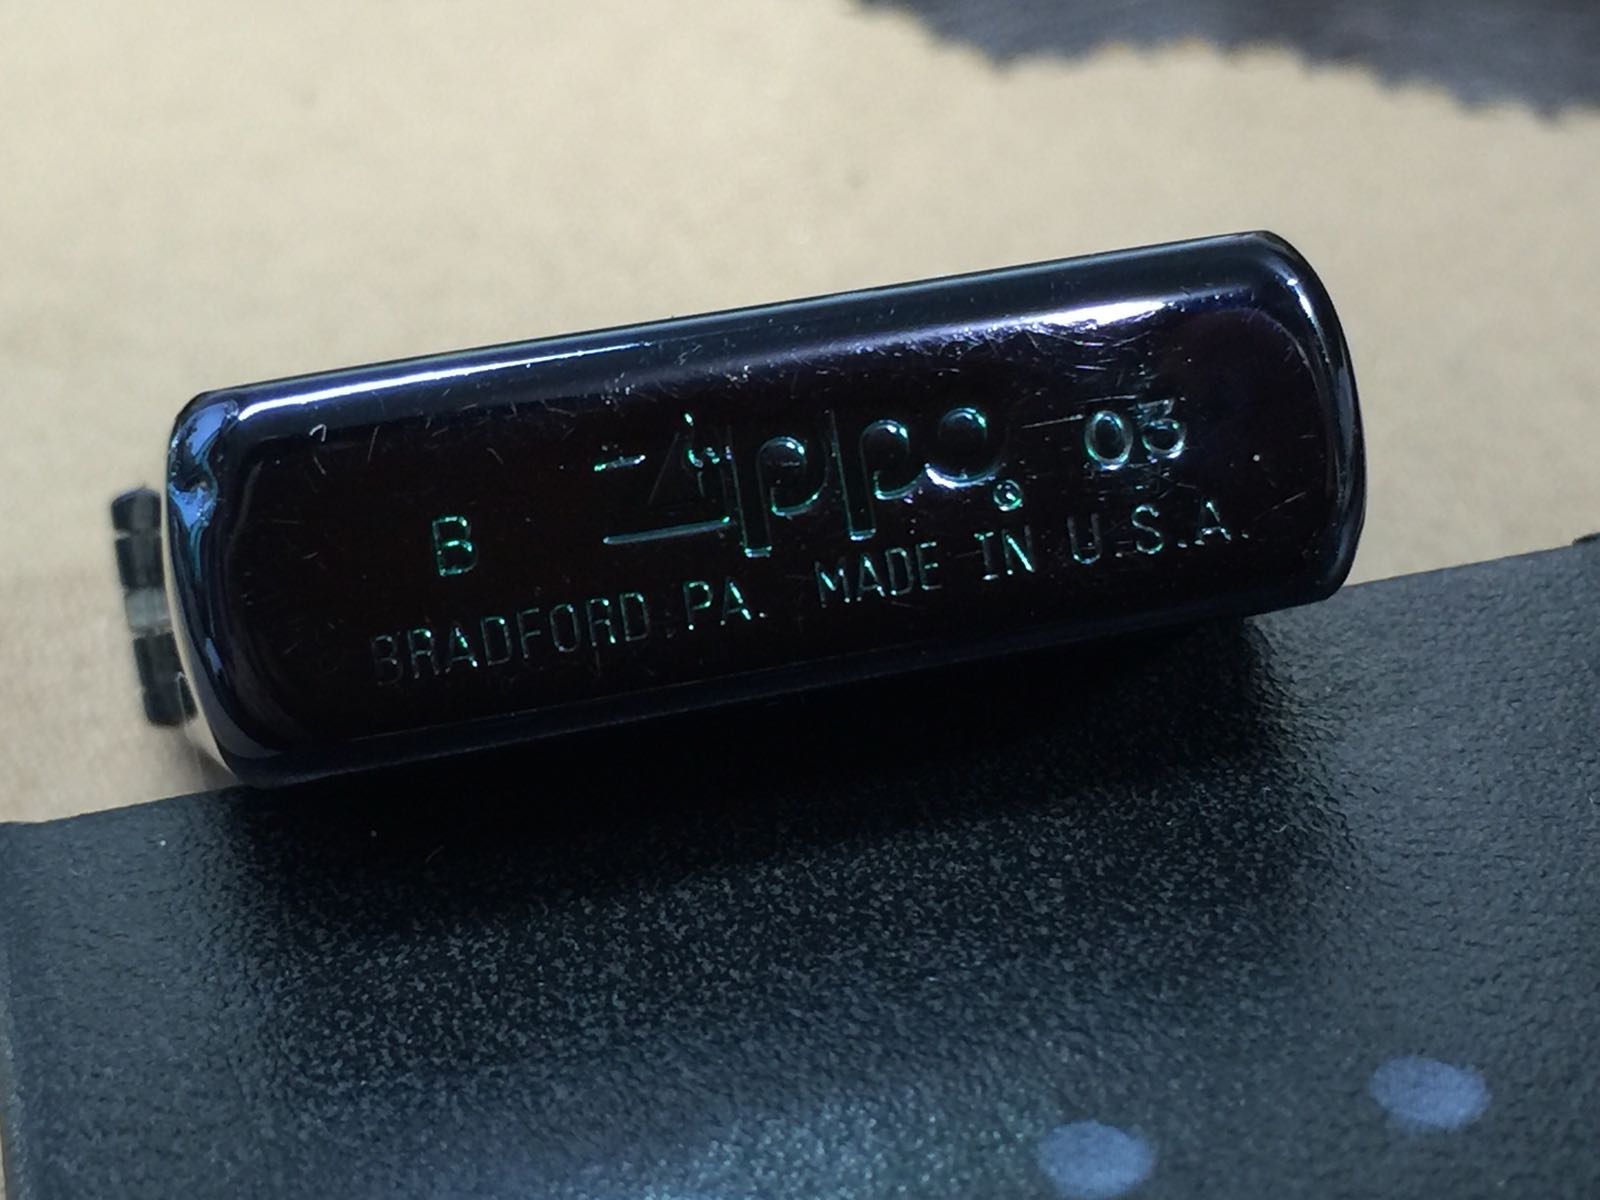 B Zippo ® 03
BRADFORD, PA. MADE IN U.S.A.